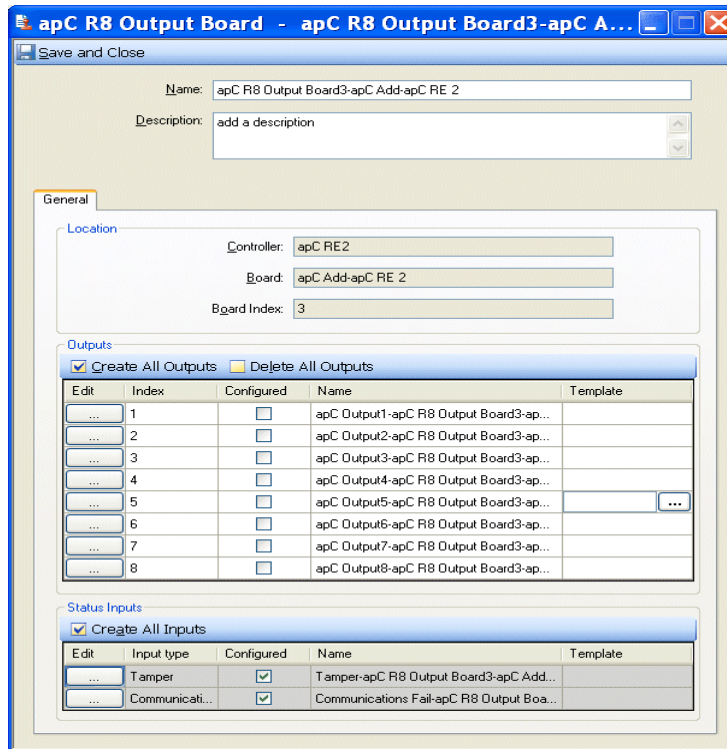 apC R8 Output Board - apC R8 Output Board3-apC A...
Save and Close
Name: apC R8 Output Board3-apC Add-apC RE 2
Description: add a description
General
Location
Controller: apC RE2
Board: apC Add-apC RE 2
Board Index: 3
Outputs
Create All Outputs Delete All Outputs
Edit Index Configured Name Template
... 1 apC Output1-apC R8 Output Board3-ap...
... 2 apC Output2-apC R8 Output Board3-ap...
... 3 apC Output3-apC R8 Output Board3-ap...
... 4 apC Output4-apC R8 Output Board3-ap...
... 5 apC Output5-apC R8 Output Board3-ap... ...
... 6 apC Output6-apC R8 Output Board3-ap...
... 7 apC Output7-apC R8 Output Board3-ap...
... 8 apC Output8-apC R8 Output Board3-ap...
Status Inputs
Create All Inputs
Edit Input type Configured Name Template
... Tamper Tamper-apC R8 Output Board3-apC Add...
... Communicati... Communications Fail-apC R8 Output Boa...